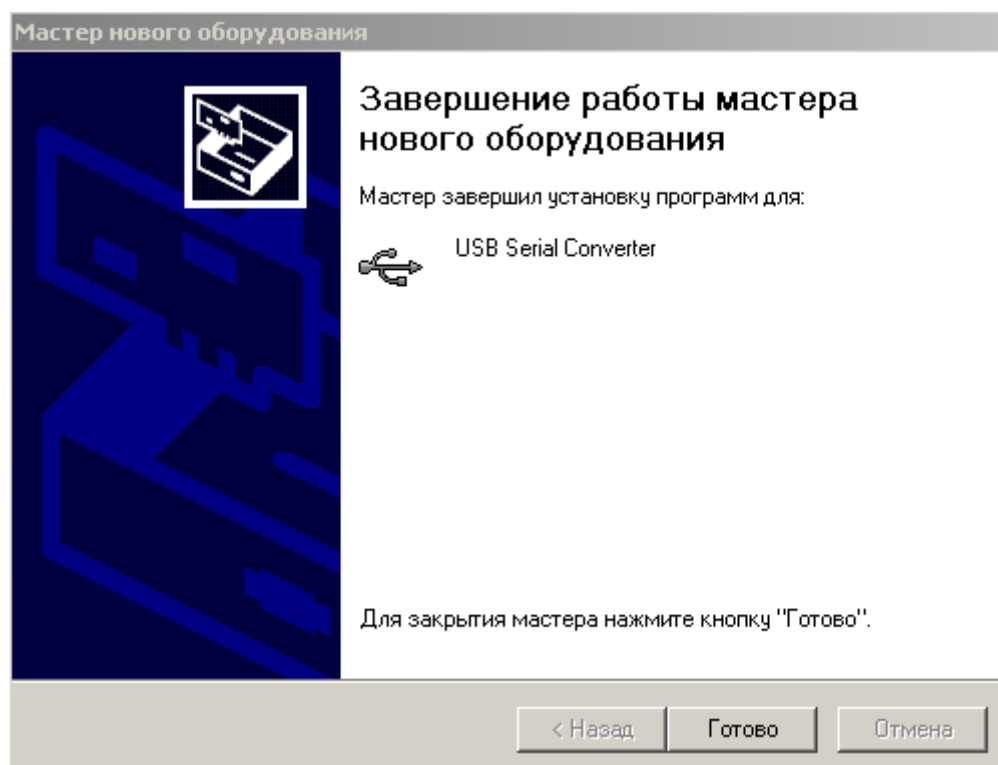 Мастер нового оборудования
Завершение работы мастера
нового оборудования
Мастер завершил установку программ для:
USB Serial Converter
Для закрытия мастера нажмите кнопку "Готово".
< Назад Готово Отмена